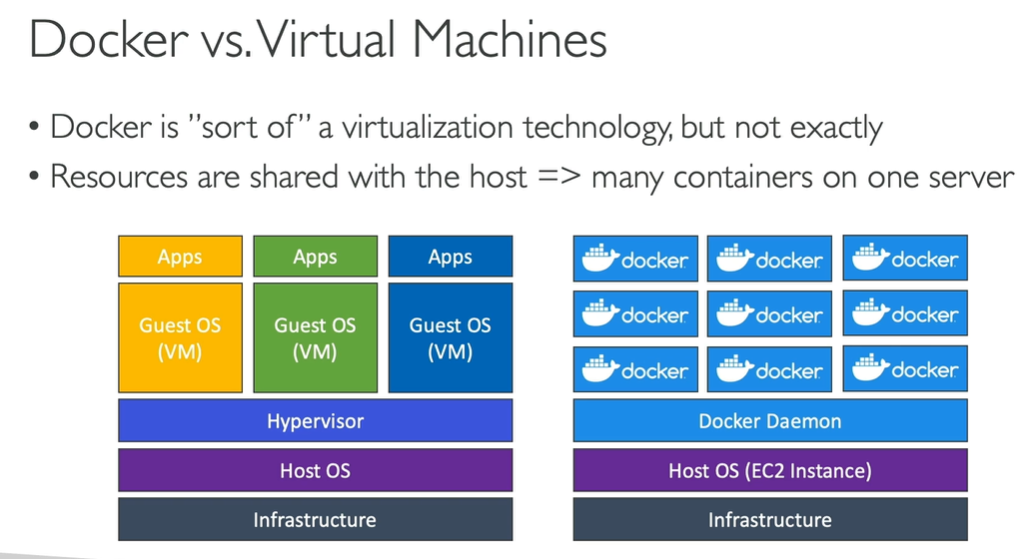 Docker vs. Virtual Machines
• Docker is ”sort of” a virtualization technology, but not exactly
• Resources are shared with the host => many containers on one server
Apps
Apps
Apps
Guest OS
(VM)
Guest OS
(VM)
Guest OS
(VM)
Hypervisor
Host OS
Infrastructure
docker
docker
docker
docker
docker
docker
docker
docker
docker
Docker Daemon
Host OS (EC2 Instance)
Infrastructure